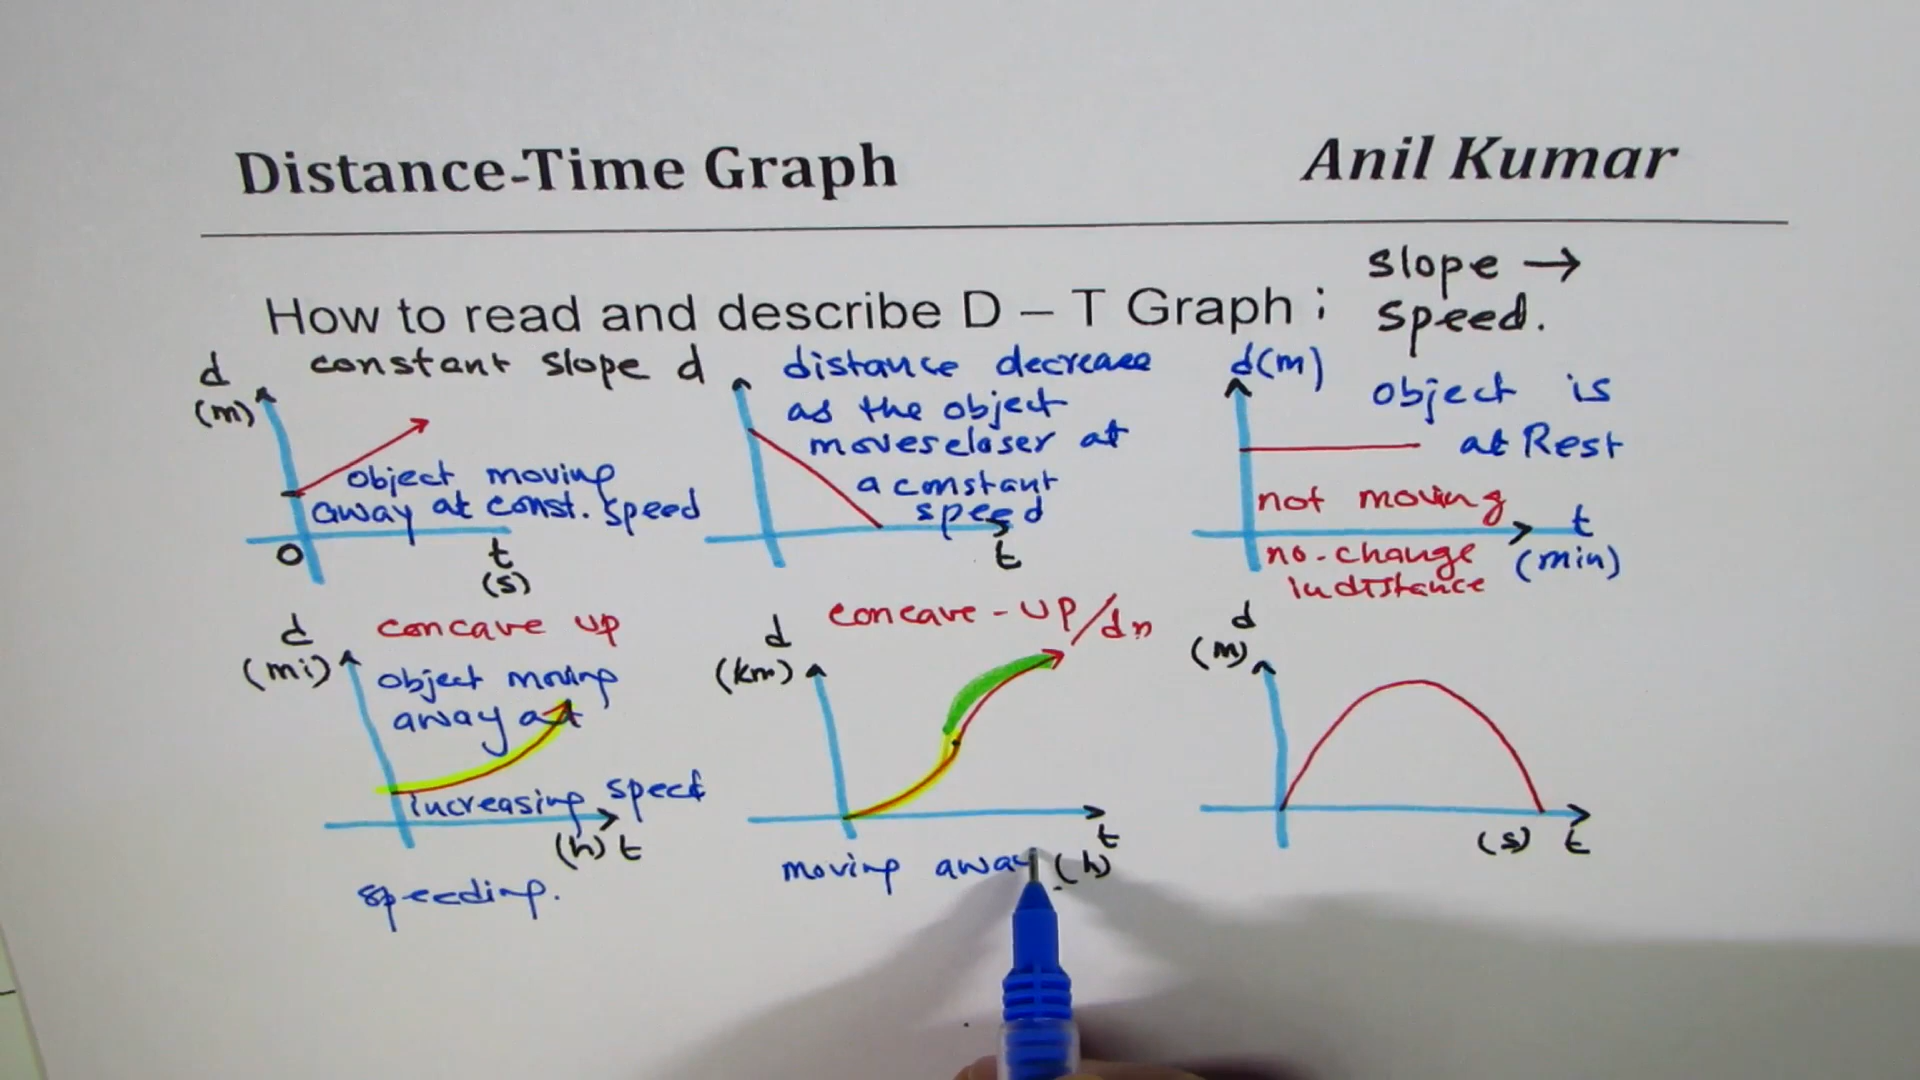 Distance-Time Graph
Anil Kumar
How to read and describe D – T Graph ;
slope →
speed.
d
(m)
constant slope
object moving
away at const. speed
0
t
(s)
d
distance decrease
as the object
moves closer at
a constant
speed
t
d(m)
object is
at Rest
not moving
t
(min)
no-change
in distance
d
(mi)
concave up
object moving
away at
increasing speed
(h) t
speeding.
d
(km)
concave-up/dn
t
(h)
moving away
d
(m)
(s) t